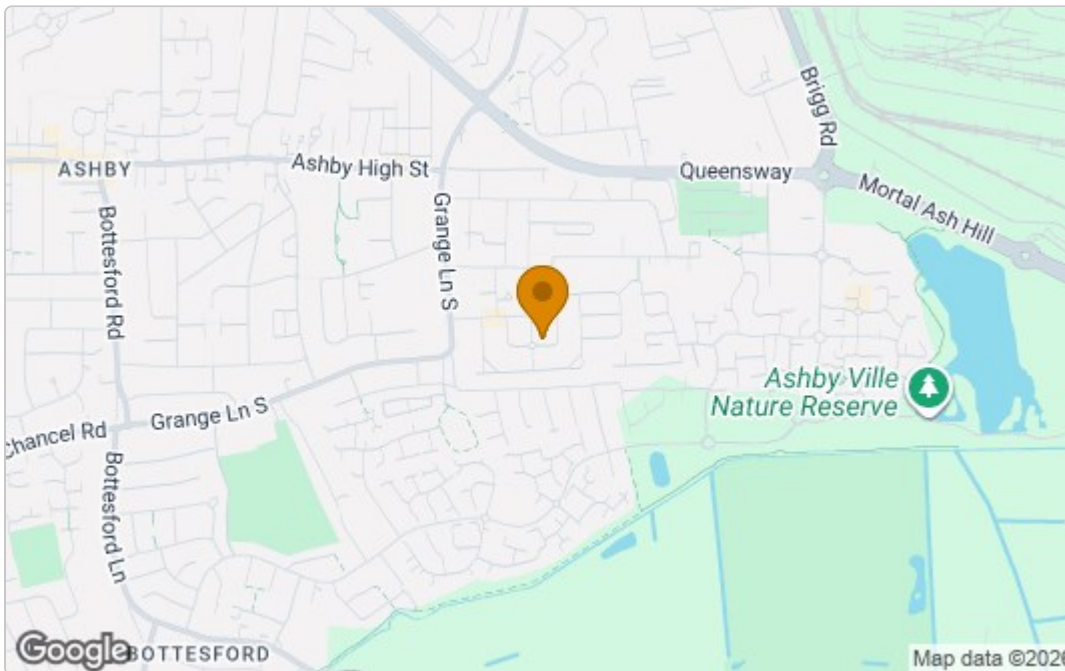 Brigg Rd
Ashby High St
ASHBY
Queensway
Mortal Ash Hill
Bottesford Rd
Grange Ln S
Ashby Ville
Nature Reserve
Grange Ln S
Chancel Rd
Bottesford Ln
Google
BOTTESFORD
Map data ©2026